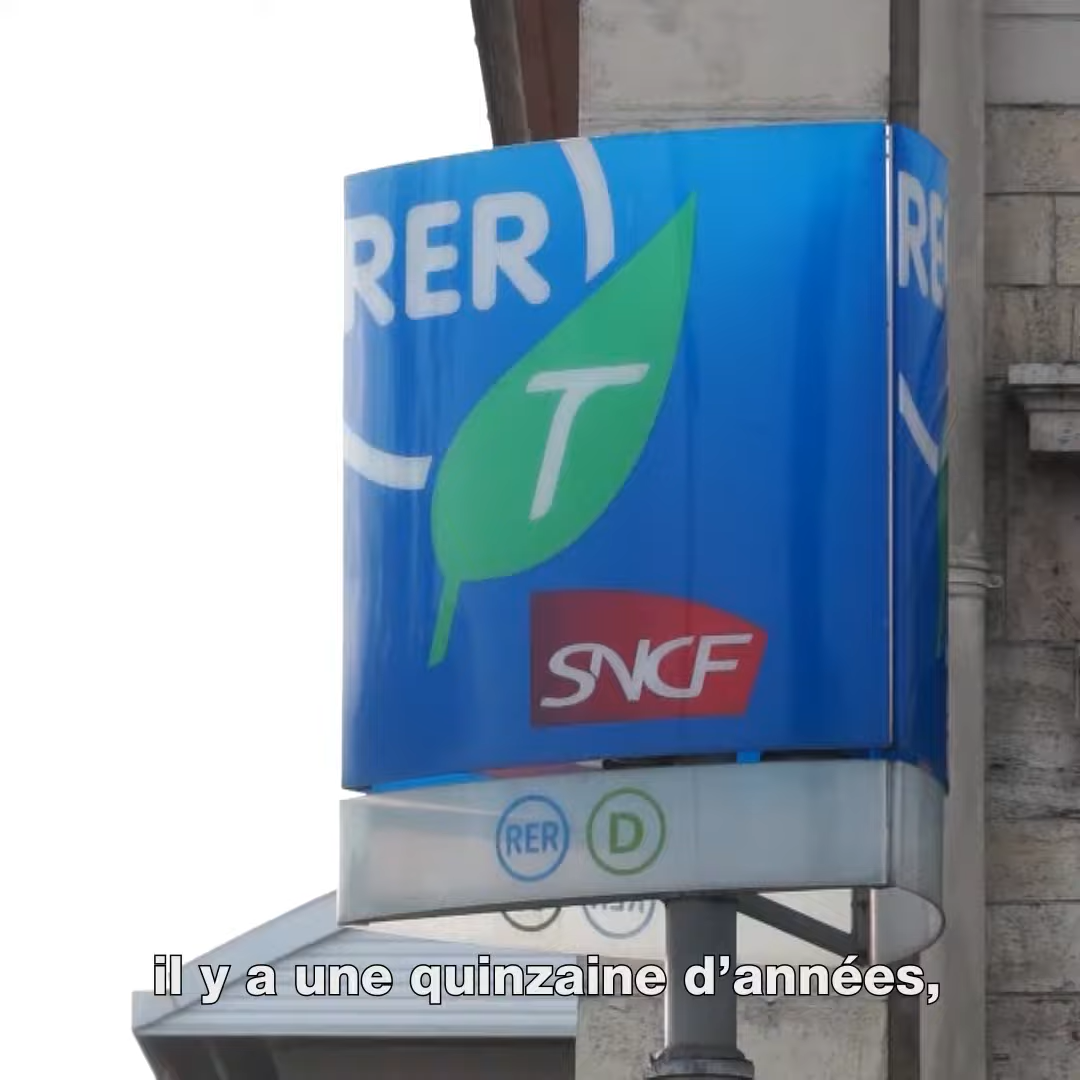 RER
RE
T
SNCF
RER D
il y a une quinzaine d’années,